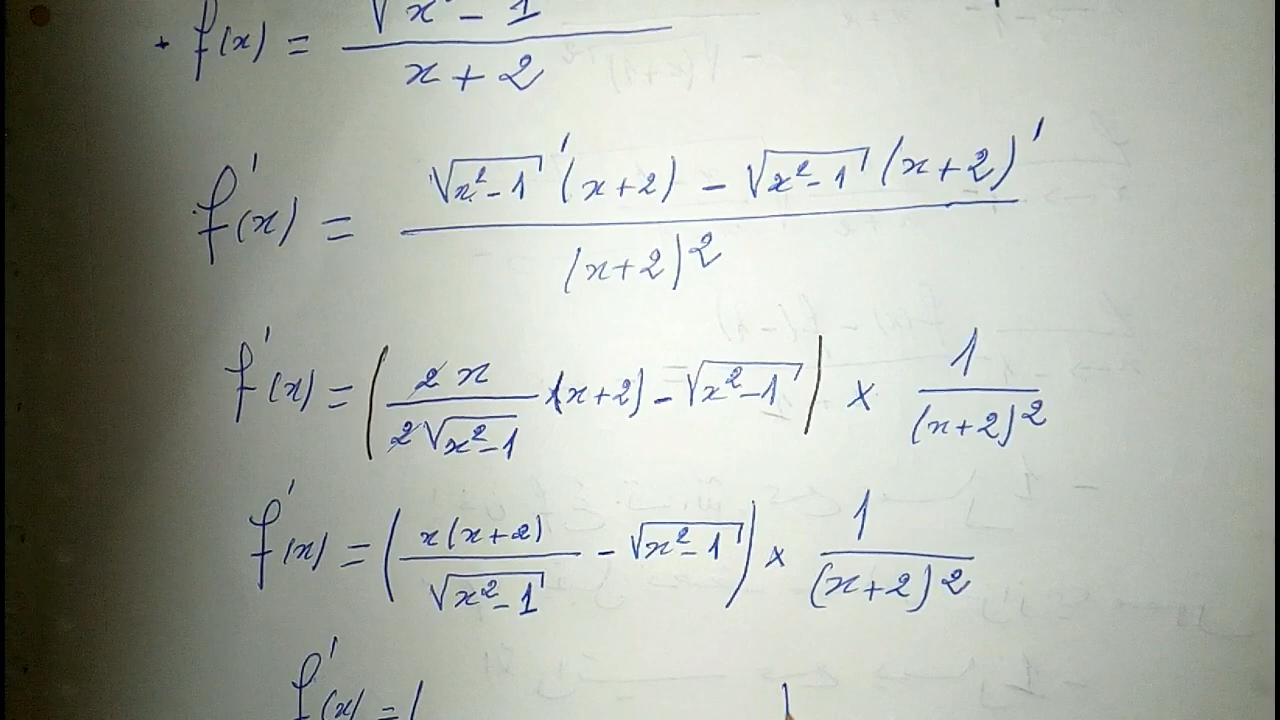 + f(x) = √x - 1 / x + 2
f'(x) = √x²-1' (x+2) - √x²-1 (x+2)' / (x+2)²
f'(x) = (2x / 2√x²-1 × (x+2) - √x²-1) × 1 / (x+2)²
f'(x) = (x(x+2) / √x²-1 - √x²-1) × 1 / (x+2)²
f'(x) = (